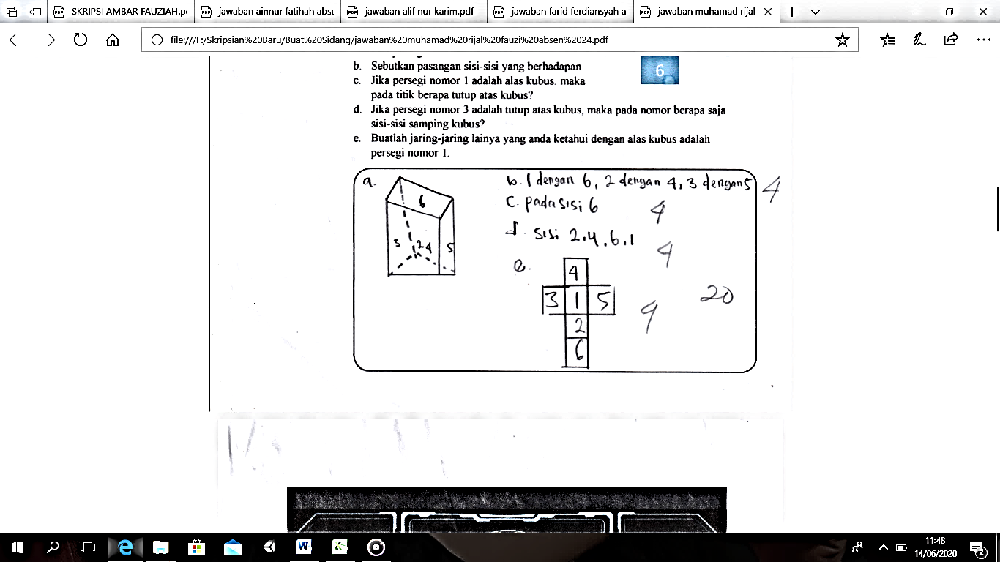 SKRIPSI AMBAR FAUZIAH.p
jawaban ainnur fatihah abs
jawaban alif nur karim.pdf
jawaban farid ferdiansyah a
jawaban muhamad rijal
file:///F:/Skripsian%20Baru/Buat%20Sidang/jawaban%20muhamad%20rijal%20fauzi%20absen%2024.pdf
b. Sebutkan pasangan sisi-sisi yang berhadapan.
6
c. Jika persegi nomor 1 adalah alas kubus. maka
pada titik berapa tutup atas kubus?
d. Jika persegi nomor 3 adalah tutup atas kubus, maka pada nomor berapa saja
sisi-sisi samping kubus?
e. Buatlah jaring-jaring lainya yang anda ketahui dengan alas kubus adalah
persegi nomor 1.
a.
6
3 2 4 5
b. 1 dengan 6, 2 dengan 4, 3 dengan 5
4
c. pada sisi 6
4
d. sisi 2, 4, 6, 1
4
e.
4
3 1 5
2
6
4
20
11:48
14/06/2020
2